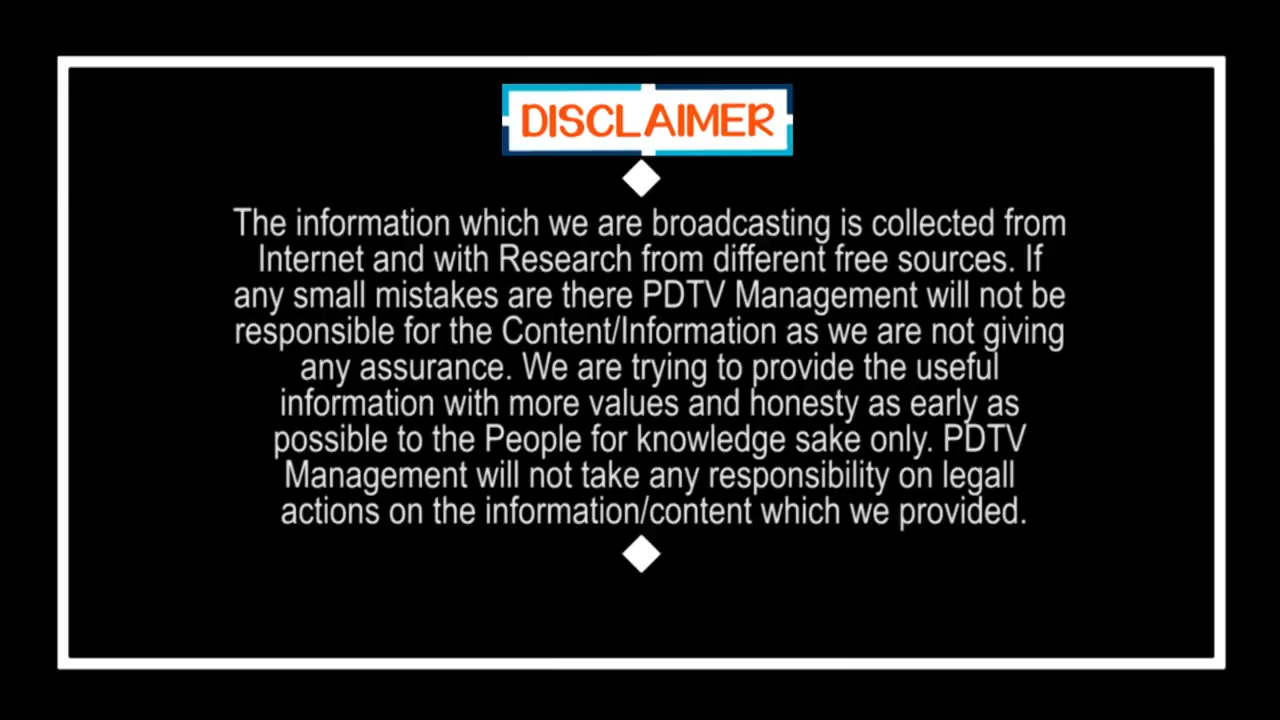 DISCLAIMER
The information which we are broadcasting is collected from
Internet and with Research from different free sources. If
any small mistakes are there PDTV Management will not be
responsible for the Content/Information as we are not giving
any assurance. We are trying to provide the useful
information with more values and honesty as early as
possible to the People for knowledge sake only. PDTV
Management will not take any responsibility on legall
actions on the information/content which we provided.